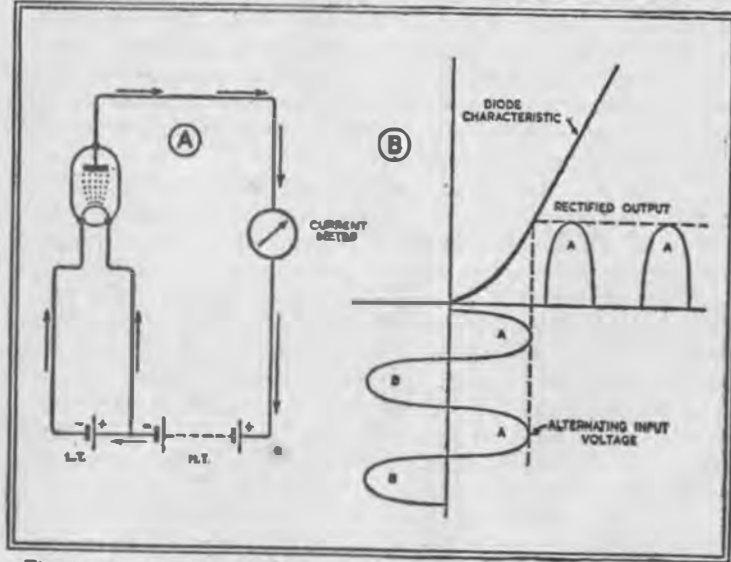 A
CURRENT
METER
- +
- +
L.T.
H.T.
B
DIODE
CHARACTERISTIC
RECTIFIED OUTPUT
A
A
A
B
A
ALTERNATING INPUT
VOLTAGE
B